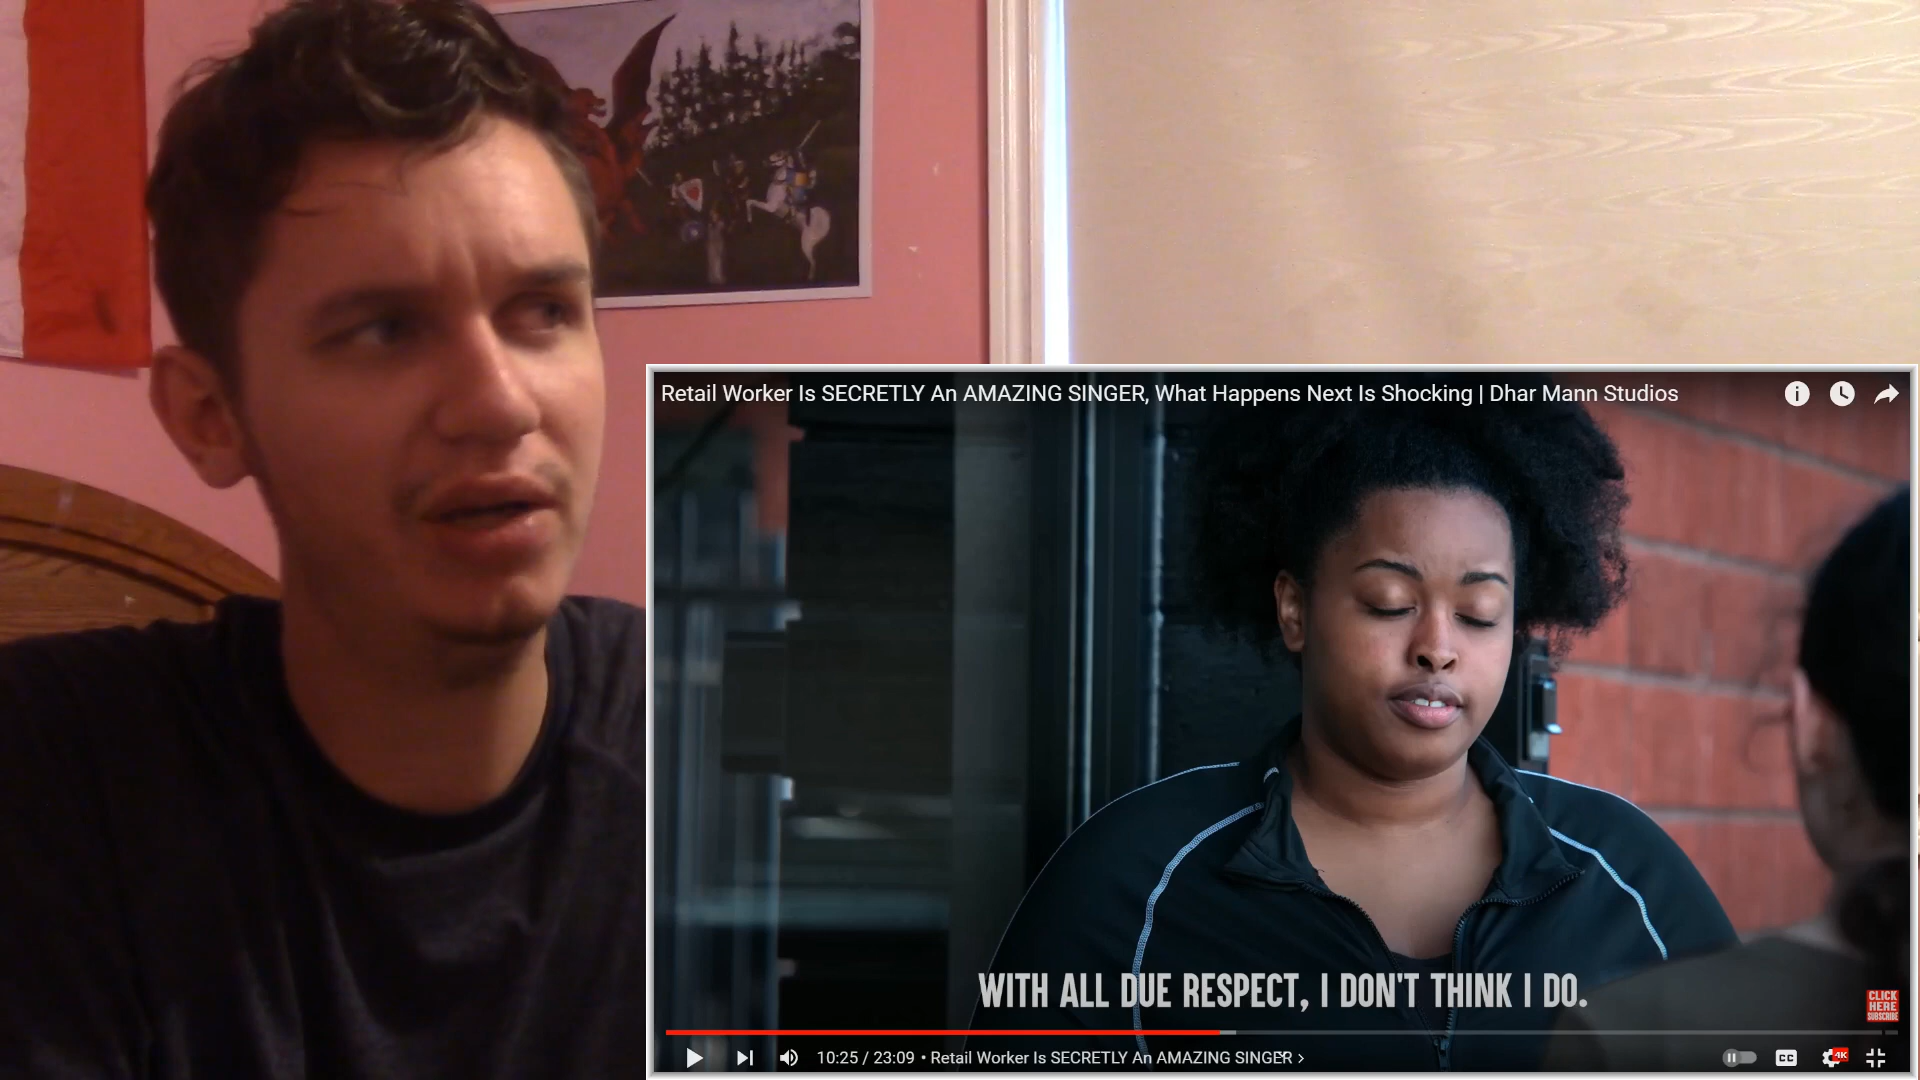 Retail Worker Is SECRETLY An AMAZING SINGER, What Happens Next Is Shocking | Dhar Mann Studios
WITH ALL DUE RESPECT, I DON'T THINK I DO.
CLICK
HERE
SUBSCRIBE
10:25 / 23:09 • Retail Worker Is SECRETLY An AMAZING SINGER
CC
4K